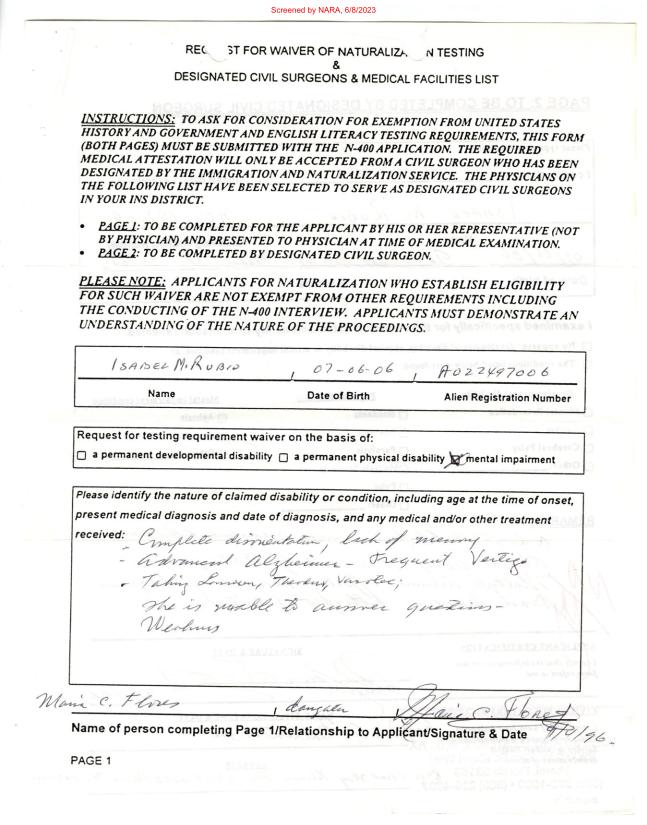 Screened by NARA, 6/8/2023
REQ ST FOR WAIVER OF NATURALIZA N TESTING
&
DESIGNATED CIVIL SURGEONS & MEDICAL FACILITIES LIST
INSTRUCTIONS: TO ASK FOR CONSIDERATION FOR EXEMPTION FROM UNITED STATES
HISTORY AND GOVERNMENT AND ENGLISH LITERACY TESTING REQUIREMENTS, THIS FORM
(BOTH PAGES) MUST BE SUBMITTED WITH THE N-400 APPLICATION. THE REQUIRED
MEDICAL ATTESTATION WILL ONLY BE ACCEPTED FROM A CIVIL SURGEON WHO HAS BEEN
DESIGNATED BY THE IMMIGRATION AND NATURALIZATION SERVICE. THE PHYSICIANS ON
THE FOLLOWING LIST HAVE BEEN SELECTED TO SERVE AS DESIGNATED CIVIL SURGEONS
IN YOUR INS DISTRICT.
• PAGE 1: TO BE COMPLETED FOR THE APPLICANT BY HIS OR HER REPRESENTATIVE (NOT
BY PHYSICIAN) AND PRESENTED TO PHYSICIAN AT TIME OF MEDICAL EXAMINATION.
• PAGE 2: TO BE COMPLETED BY DESIGNATED CIVIL SURGEON.
PLEASE NOTE: APPLICANTS FOR NATURALIZATION WHO ESTABLISH ELIGIBILITY
FOR SUCH WAIVER ARE NOT EXEMPT FROM OTHER REQUIREMENTS INCLUDING
THE CONDUCTING OF THE N-400 INTERVIEW. APPLICANTS MUST DEMONSTRATE AN
UNDERSTANDING OF THE NATURE OF THE PROCEEDINGS.
ISABEL M. RUBIO , 07-06-06 , A022497006
Name Date of Birth Alien Registration Number
Request for testing requirement waiver on the basis of:
☐ a permanent developmental disability ☐ a permanent physical disability ☒ mental impairment
Please identify the nature of claimed disability or condition, including age at the time of onset,
present medical diagnosis and date of diagnosis, and any medical and/or other treatment
received: - Complete disorientation, lack of memory
- Advanced Alzheimer - Frequent Vertigo
- Taking
She is unable to answer questions -
Maria C. Flores , daughter , Maria C. Flores
Name of person completing Page 1/Relationship to Applicant/Signature & Date
PAGE 1